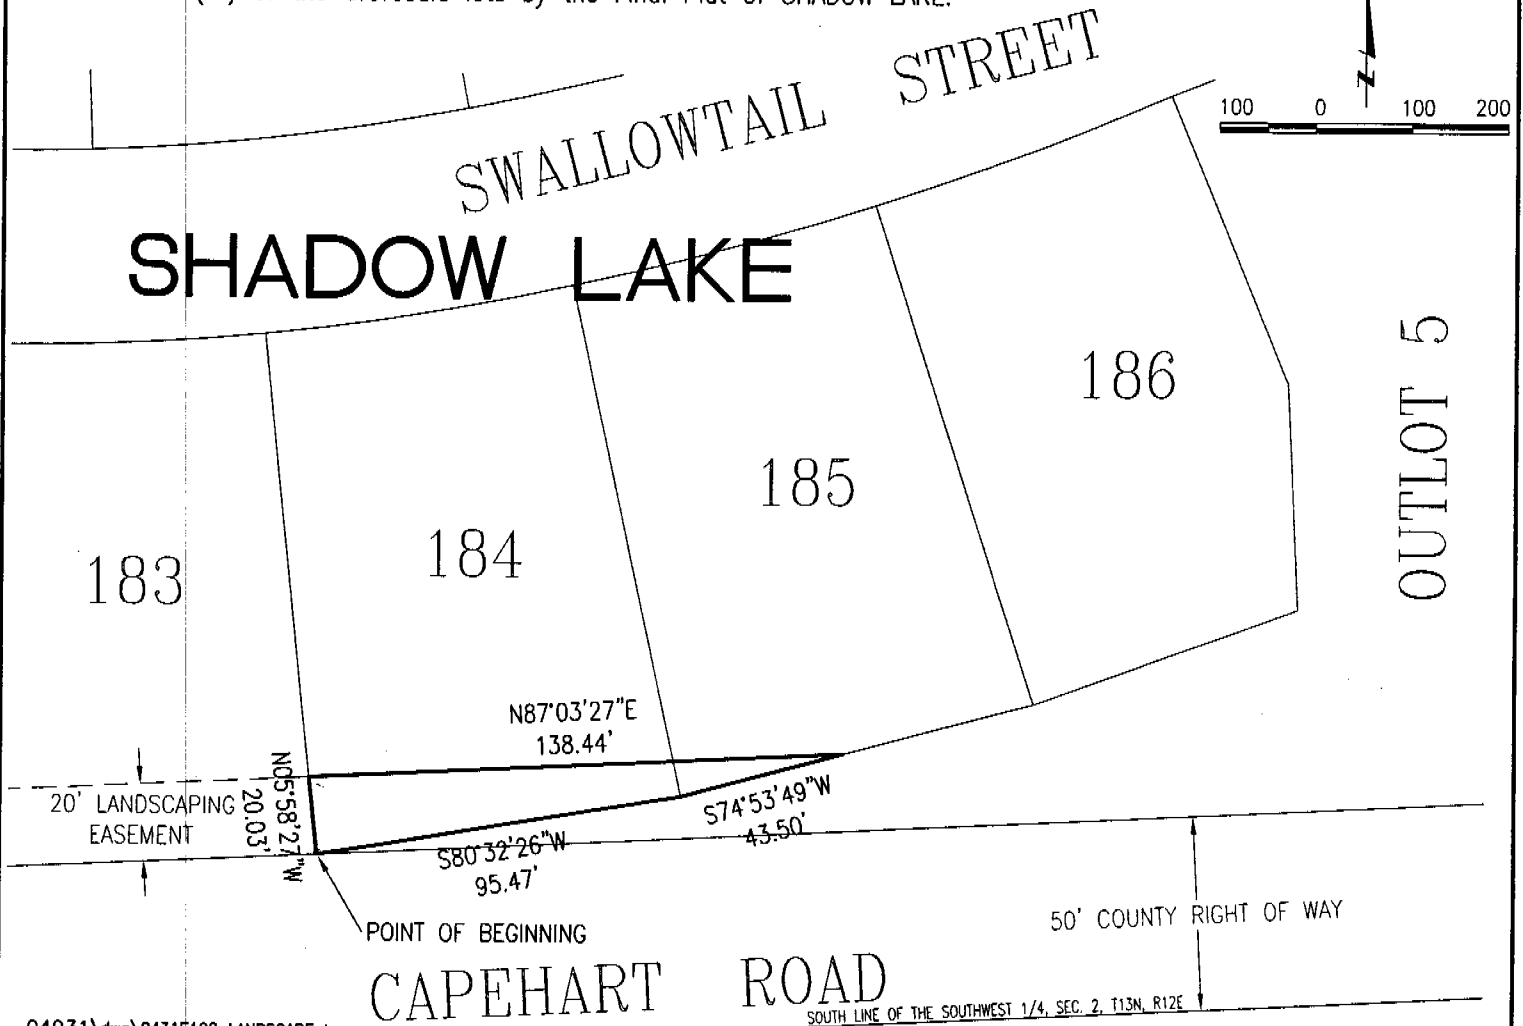 SHADOW LAKE.
SWALLOWTAIL STREET
100 0 100 200
N
SHADOW LAKE
183
184
185
186
OUTLOT 5
N87°03'27"E
138.44'
N05°58'27"W
20.03'
20' LANDSCAPING
EASEMENT
S80°32'26"W
95.47'
S74°53'49"W
43.50'
POINT OF BEGINNING
50' COUNTY RIGHT OF WAY
CAPEHART ROAD
SOUTH LINE OF THE SOUTHWEST 1/4, SEC. 2, T13N, R12E